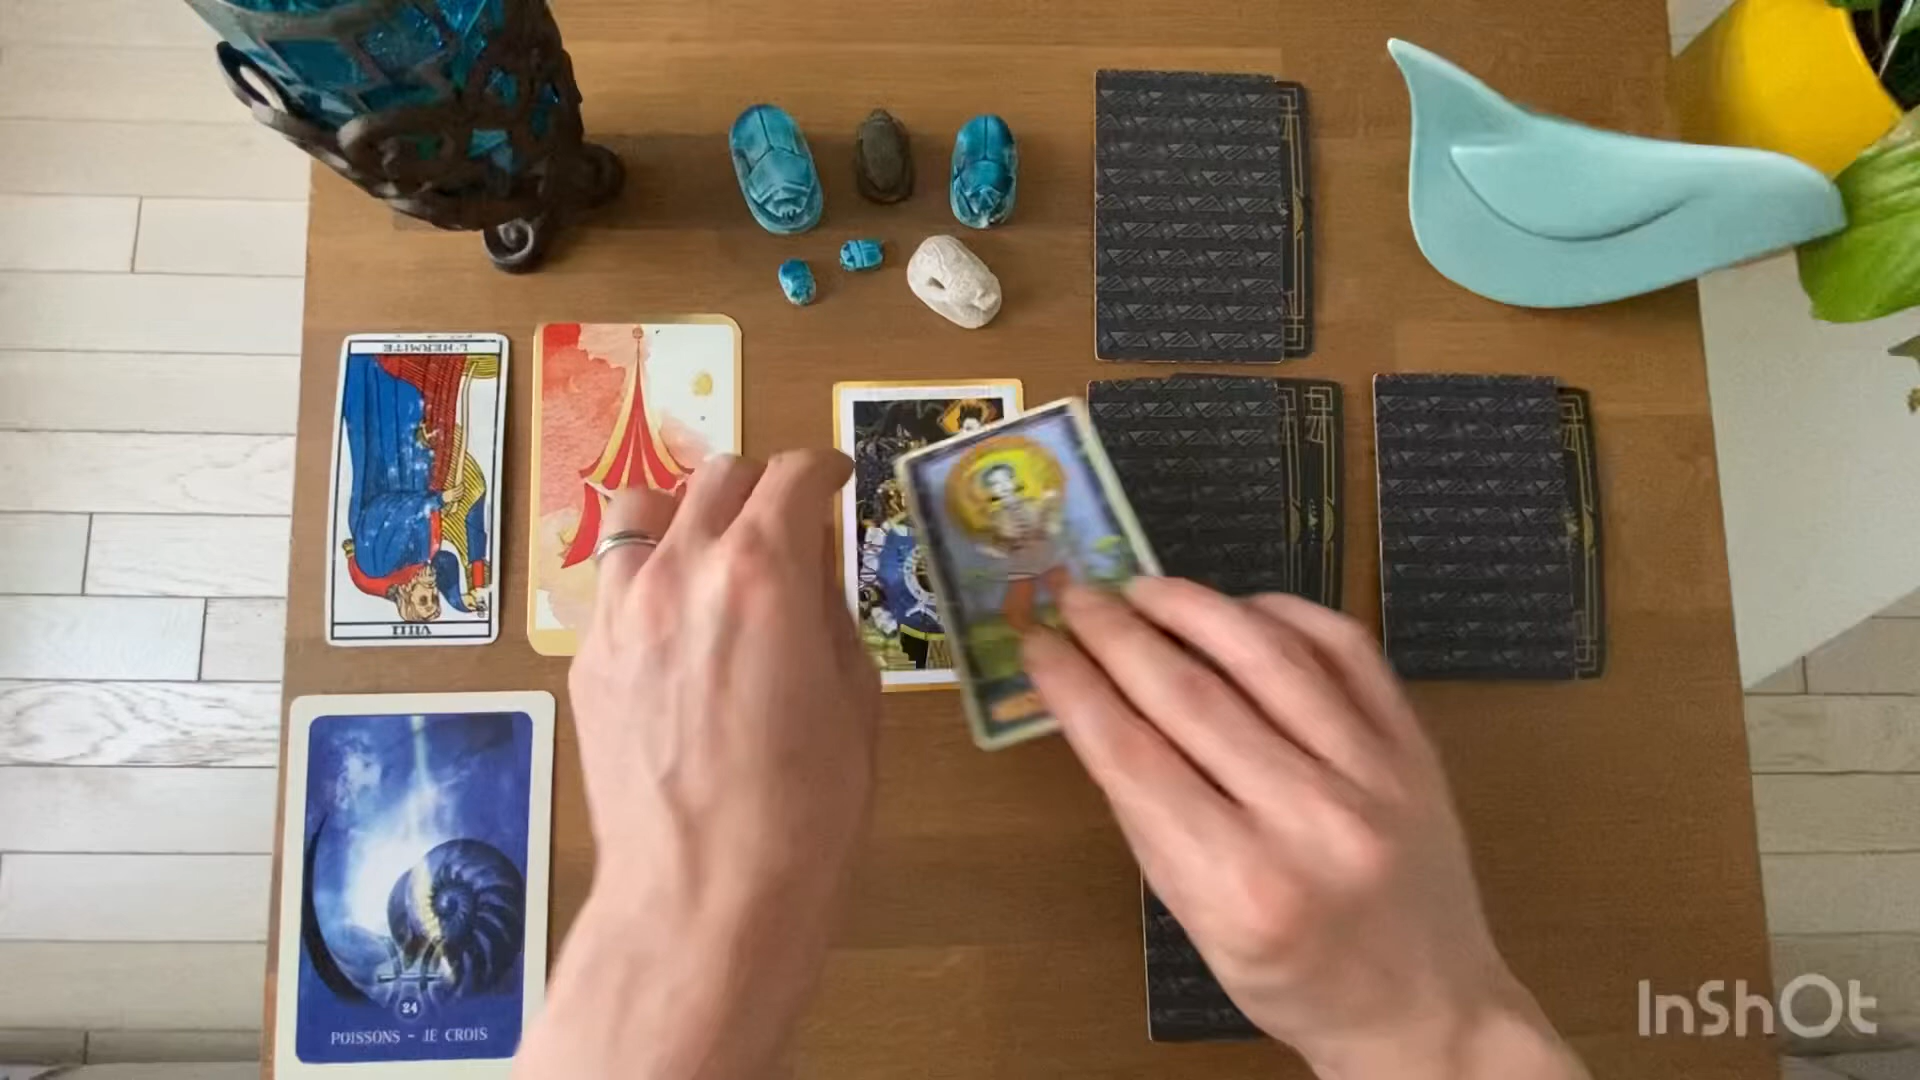 L'HERMITE
VIIII
24
POISSONS - JE CROIS
InShOt